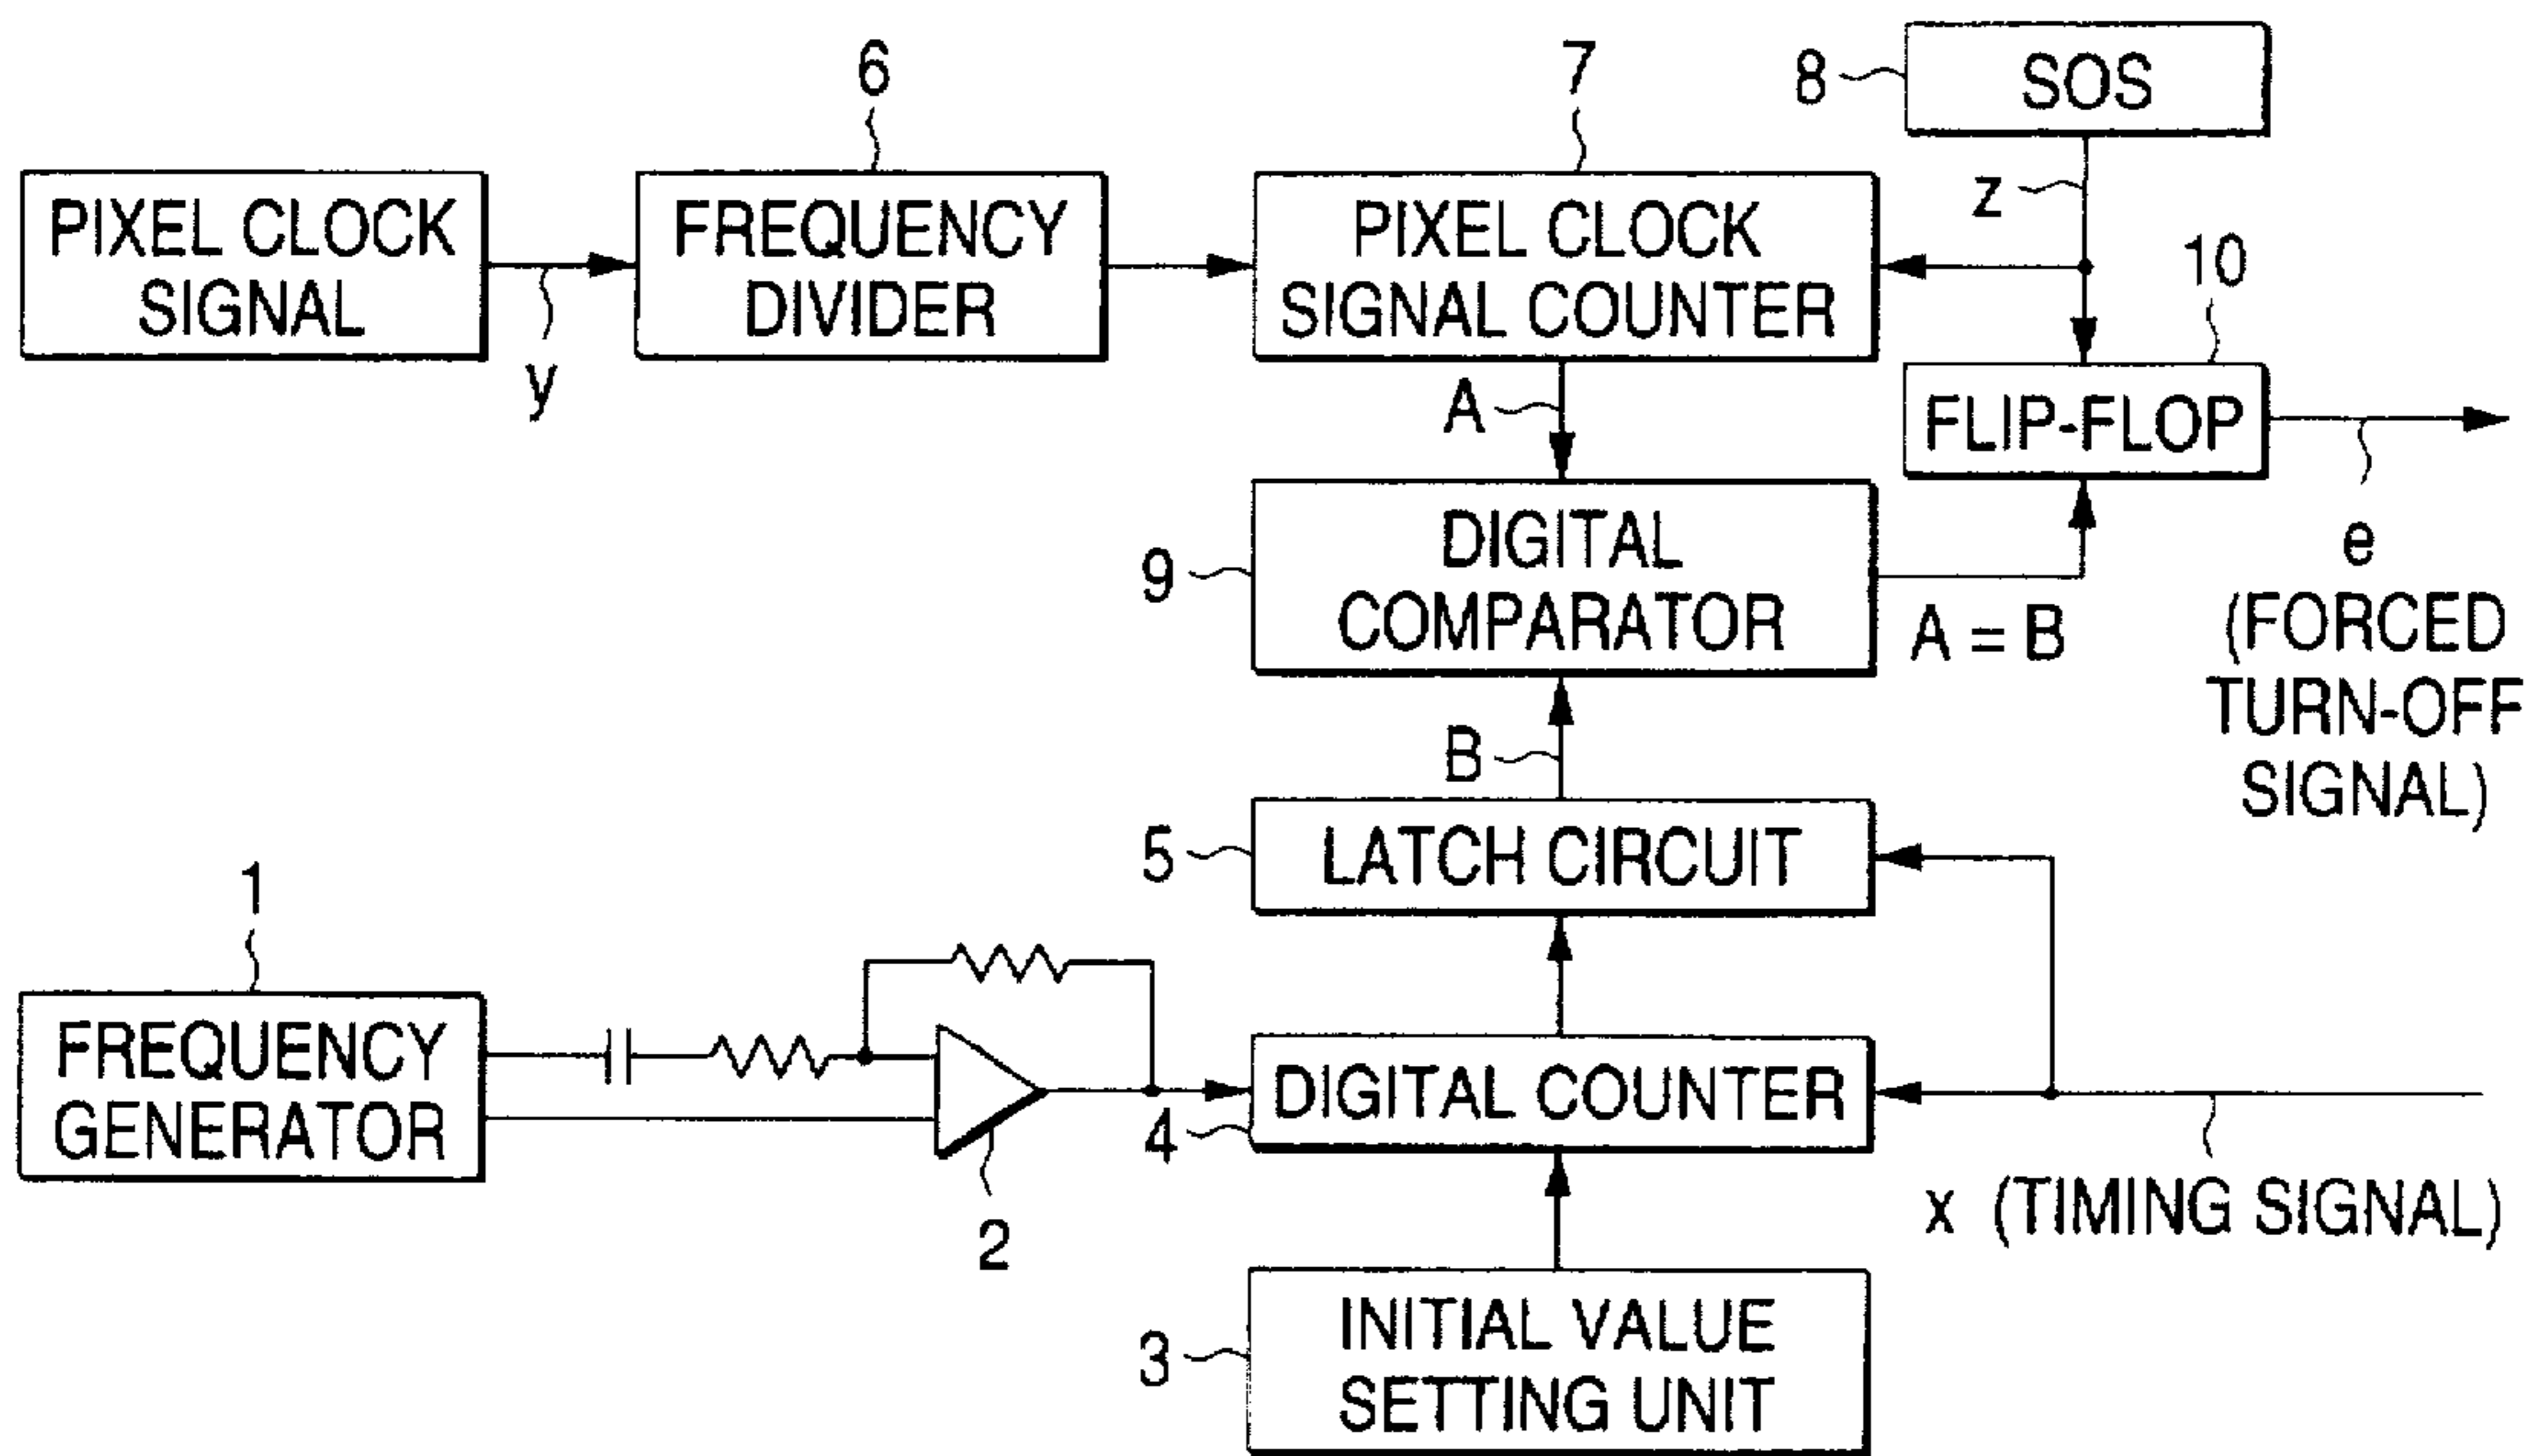 6
7
8
SOS
PIXEL CLOCK
SIGNAL
y
FREQUENCY
DIVIDER
PIXEL CLOCK
SIGNAL COUNTER
z
10
A
FLIP-FLOP
e
(FORCED
TURN-OFF
SIGNAL)
9
DIGITAL
COMPARATOR
A = B
B
5
LATCH CIRCUIT
1
FREQUENCY
GENERATOR
2
4
DIGITAL COUNTER
x (TIMING SIGNAL)
3
INITIAL VALUE
SETTING UNIT